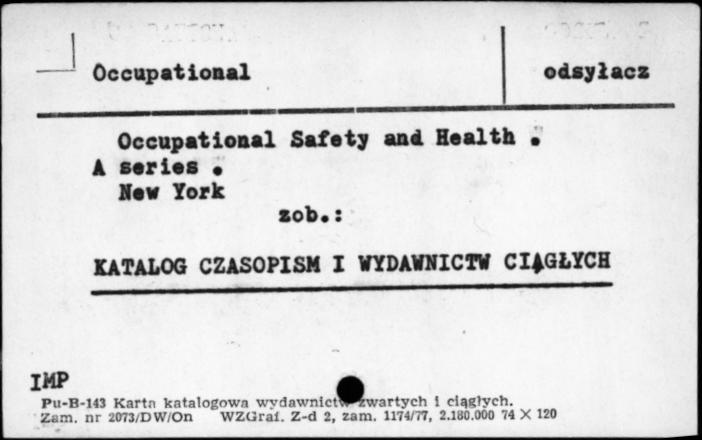 Occupational odsyłacz
Occupational Safety and Health .
A series .
New York
zob.:
KATALOG CZASOPISM I WYDAWNICTW CIĄGŁYCH
IMP
Pu-B-143 Karta katalogowa wydawnictw zwartych i ciągłych.
Zam. nr 2073/DW/On WZGraf. Z-d 2, zam. 1174/77, 2.180.000 74 X 120